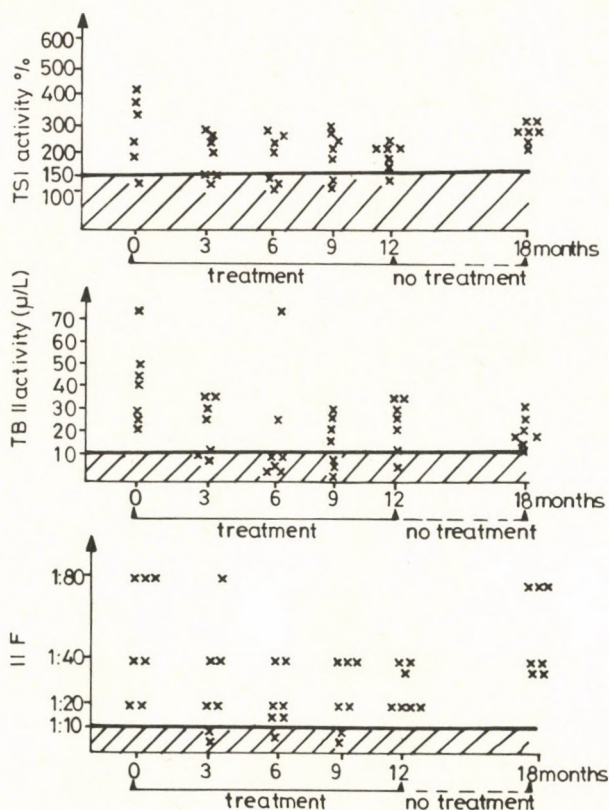 TSI activity %
600
500
400
300
200
150
100
0 3 6 9 12 18 months
treatment no treatment
TB II activity (µ/L)
70
60
50
40
30
20
10
0 3 6 9 12 18 months
treatment no treatment
II F
1:80
1:40
1:20
1:10
0 3 6 9 12 18 months
treatment no treatment